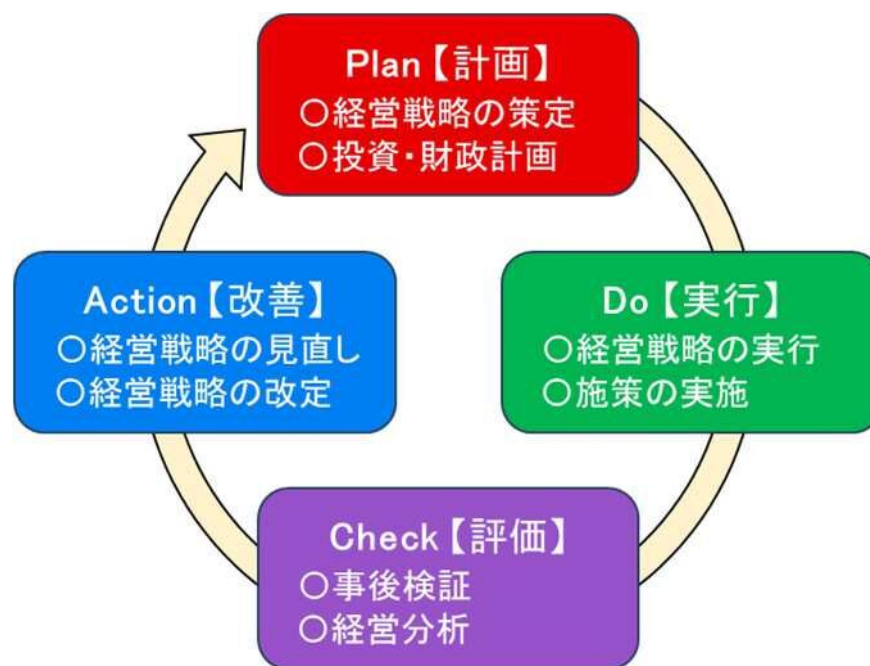 Plan【計画】
○経営戦略の策定
○投資・財政計画
Action【改善】
○経営戦略の見直し
○経営戦略の改定
Do【実行】
○経営戦略の実行
○施策の実施
Check【評価】
○事後検証
○経営分析